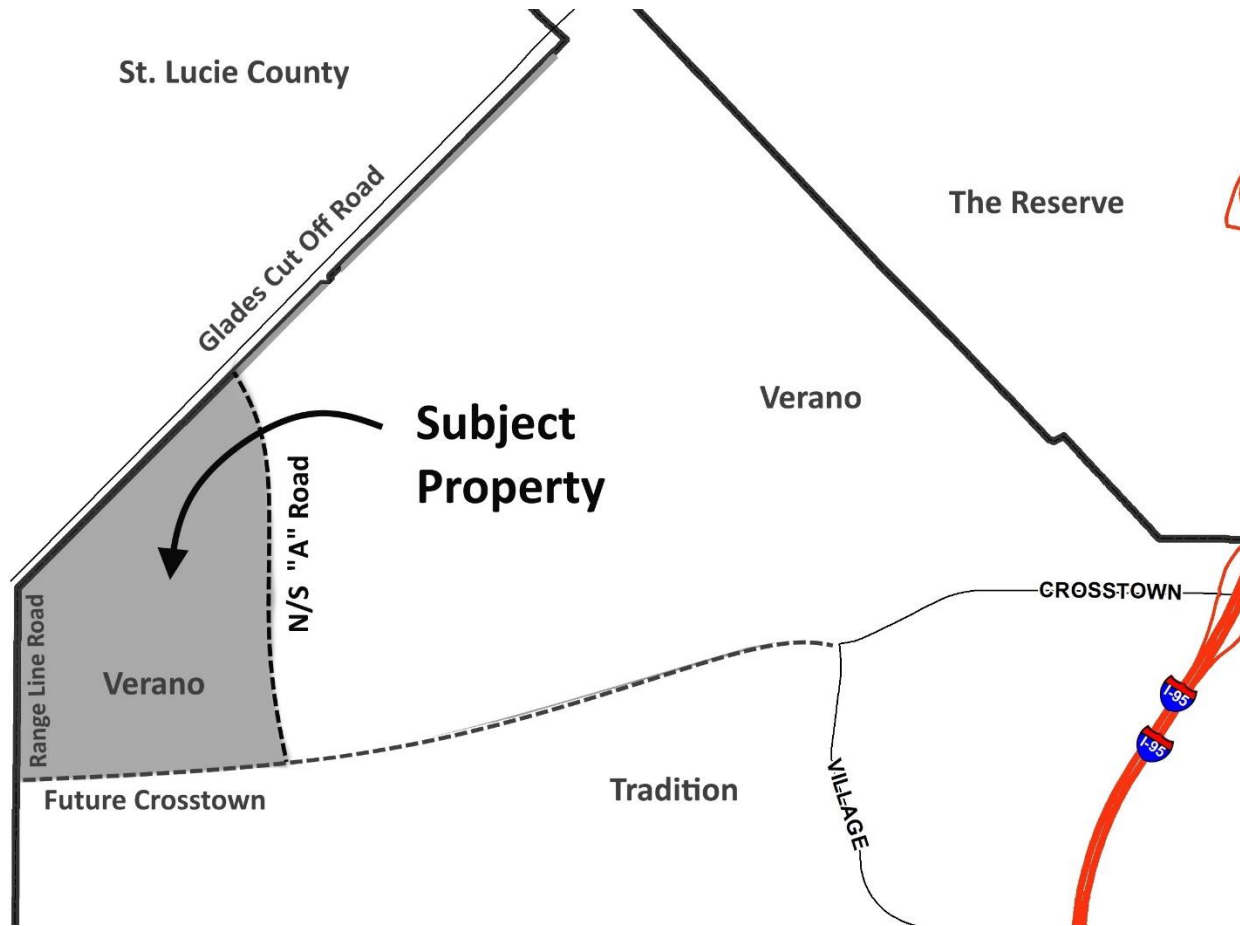 St. Lucie County
The Reserve
Glades Cut Off Road
Verano
Subject
Property
N/S "A" Road
CROSSTOWN
Range Line Road
Verano
I-95
I-95
Future Crosstown
Tradition
VILLAGE